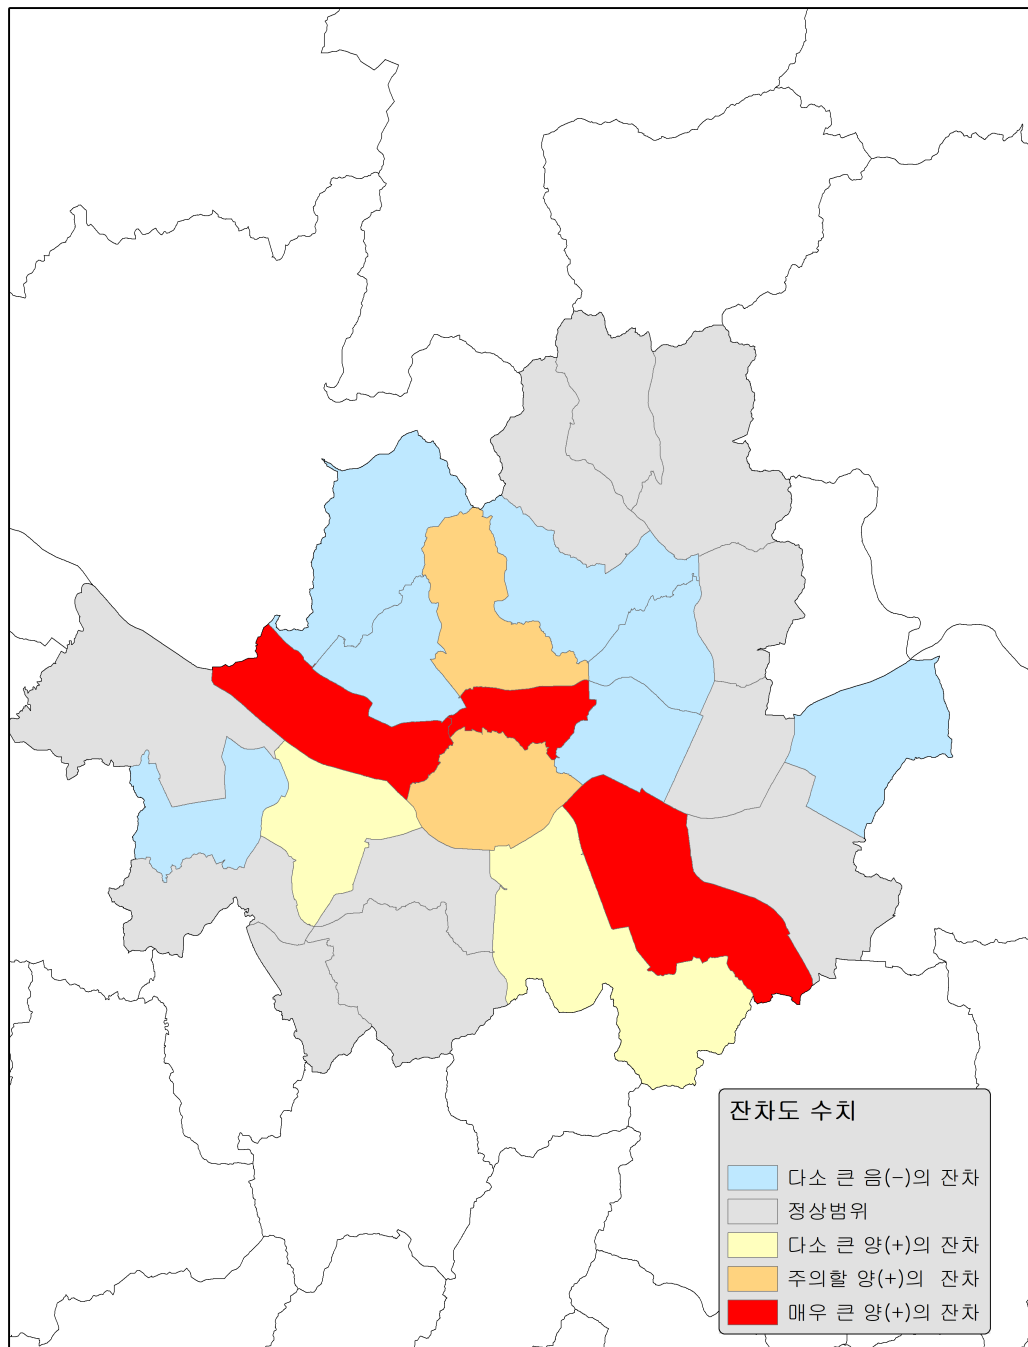 잔차도 수치
다소 큰 음(-)의 잔차
정상범위
다소 큰 양(+)의 잔차
주의할 양(+)의 잔차
매우 큰 양(+)의 잔차